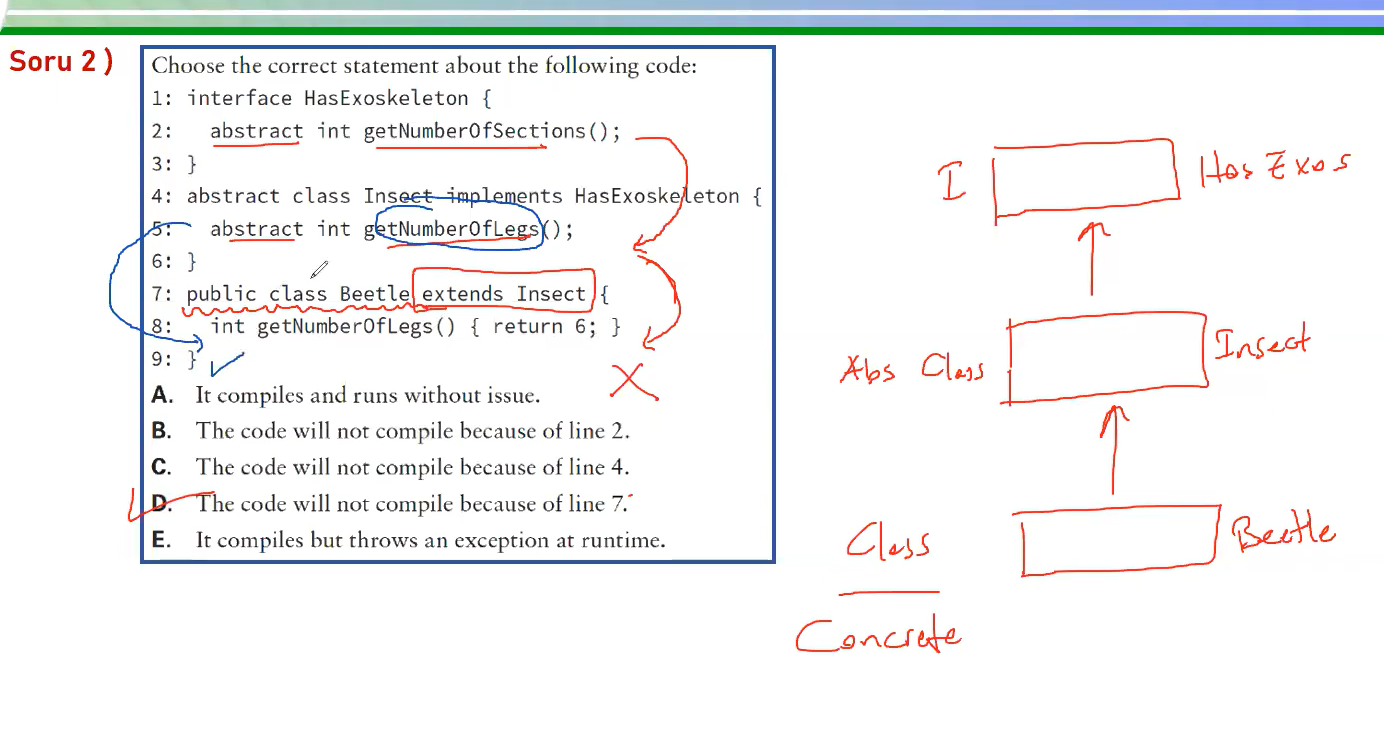 Soru 2 )
Choose the correct statement about the following code:
1: interface HasExoskeleton {
2:   abstract int getNumberOfSections();
3: }
4: abstract class Insect implements HasExoskeleton {
5:   abstract int getNumberOfLegs();
6: }
7: public class Beetle extends Insect {
8:   int getNumberOfLegs() { return 6; }
9: }
A. It compiles and runs without issue.
B. The code will not compile because of line 2.
C. The code will not compile because of line 4.
D. The code will not compile because of line 7.
E. It compiles but throws an exception at runtime.
I
Has Exos
Abs Class
Insect
Class
Beetle
Concrete